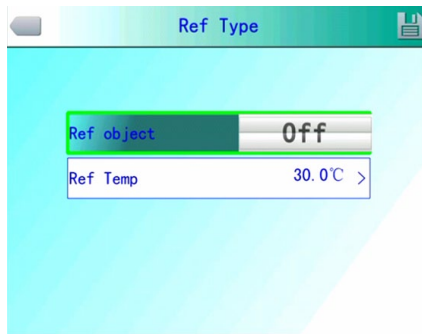 Ref Type
Ref object Off
Ref Temp 30.0℃ >